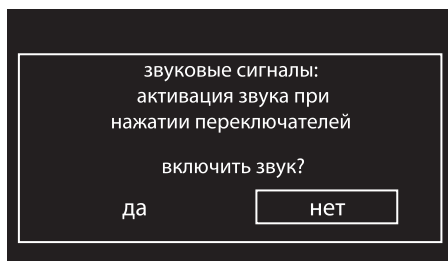 звуковые сигналы:
активация звука при
нажатии переключателей
включить звук?
да нет